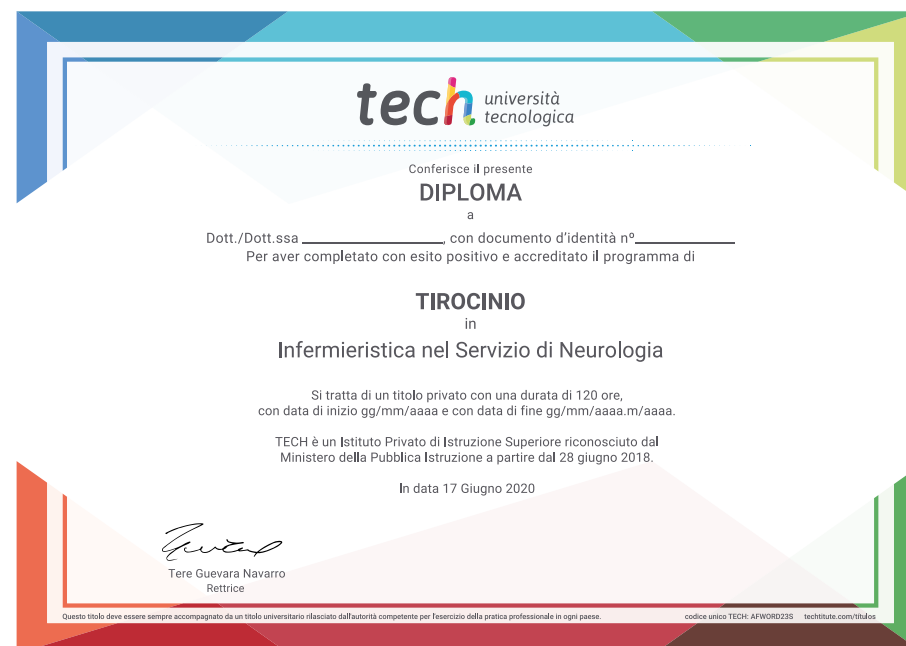 tech università
tecnologica
Conferisce il presente
DIPLOMA
a
Dott./Dott.ssa ____________________, con documento d'identità nº______________
Per aver completato con esito positivo e accreditato il programma di
TIROCINIO
in
Infermieristica nel Servizio di Neurologia
Si tratta di un titolo privato con una durata di 120 ore,
con data di inizio gg/mm/aaaa e con data di fine gg/mm/aaaa.m/aaaa.
TECH è un Istituto Privato di Istruzione Superiore riconosciuto dal
Ministero della Pubblica Istruzione a partire dal 28 giugno 2018.
In data 17 Giugno 2020
Tere Guevara Navarro
Rettrice
Questo titolo deve essere sempre accompagnato da un titolo universitario rilasciato dall'autorità competente per l'esercizio della pratica professionale in ogni paese. codice unico TECH: AFWORD23S techtitute.com/titulos